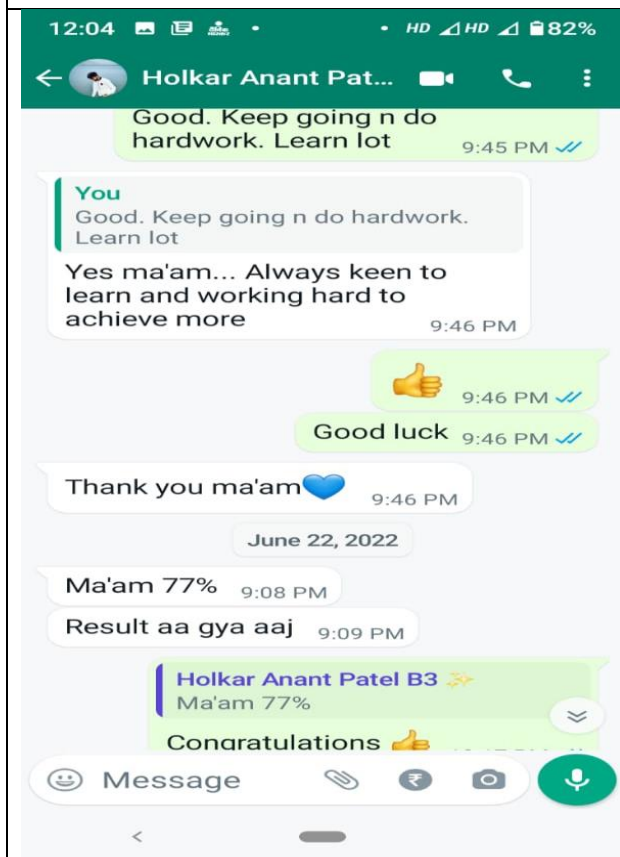 12:04
HD HD 82%
Holkar Anant Pat...
Good. Keep going n do
hardwork. Learn lot
9:45 PM
You
Good. Keep going n do hardwork.
Learn lot
Yes ma'am... Always keen to
learn and working hard to
achieve more
9:46 PM
👍 9:46 PM
Good luck 9:46 PM
Thank you ma'am💙 9:46 PM
June 22, 2022
Ma'am 77% 9:08 PM
Result aa gya aaj 9:09 PM
Holkar Anant Patel B3 ✨
Ma'am 77%
Congratulations 👍
Message